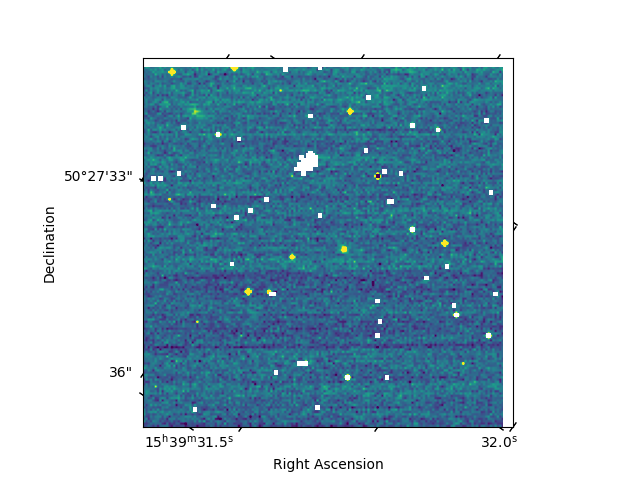 50°27'33"
Declination
36"
15ʰ39ᵐ31.5ˢ
32.0ˢ
Right Ascension